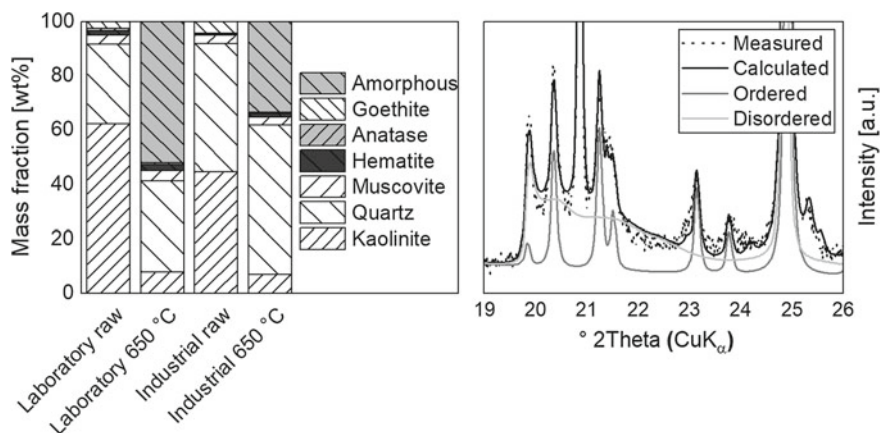 Mass fraction [wt%]
100
80
60
40
20
0
Laboratory raw
Laboratory 650 °C
Industrial raw
Industrial 650 °C
Amorphous
Goethite
Anatase
Hematite
Muscovite
Quartz
Kaolinite
Measured
Calculated
Ordered
Disordered
Intensity [a.u.]
19 20 21 22 23 24 25 26
° 2Theta (CuKα)